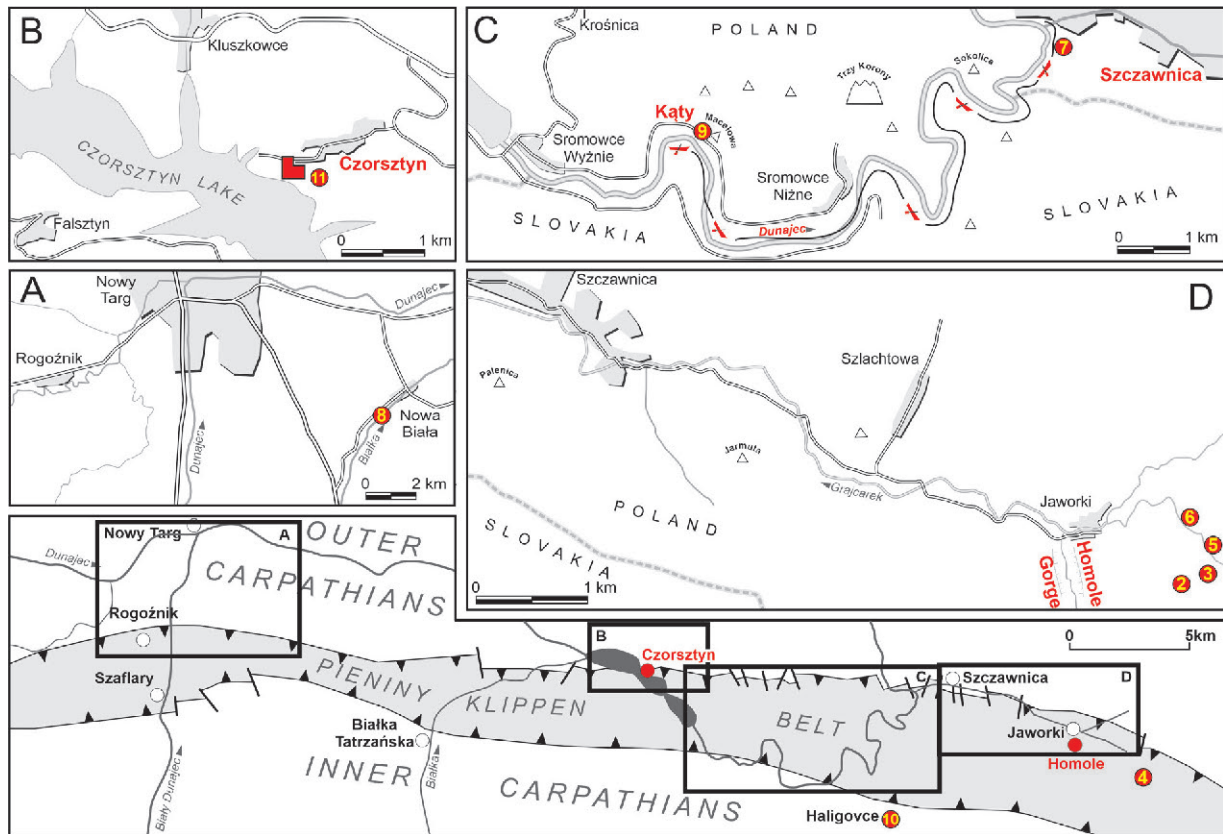 B
Kluszkowce
CZORSZTYN LAKE
Czorsztyn
11
Falsztyn
0 1 km
C
Krośnica
POLAND
7
Sokolica
Szczawnica
Trzy Korony
Kąty
9
Macelowa
Sromowce
Wyżnie
Sromowce
Niżne
SLOVAKIA
Dunajec
SLOVAKIA
0 1 km
A
Nowy
Targ
Dunajec
Rogoźnik
8
Nowa
Biała
Dunajec
Białka
0 2 km
D
Szczawnica
Palenica
Szlachtowa
Jarmuta
Grajcarek
Jaworki
POLAND
SLOVAKIA
6
5
3
2
Homole
Gorge
0 1 km
Nowy Targ
A
OUTER
CARPATHIANS
Dunajec
Rogoźnik
Szaflary
PIENINY
KLIPPEN
BELT
B
Czorsztyn
C
Szczawnica
D
0 5km
Jaworki
Homole
4
Białka
Tatrzańska
Białka
Biały Dunajec
INNER
CARPATHIANS
Haligovce
10